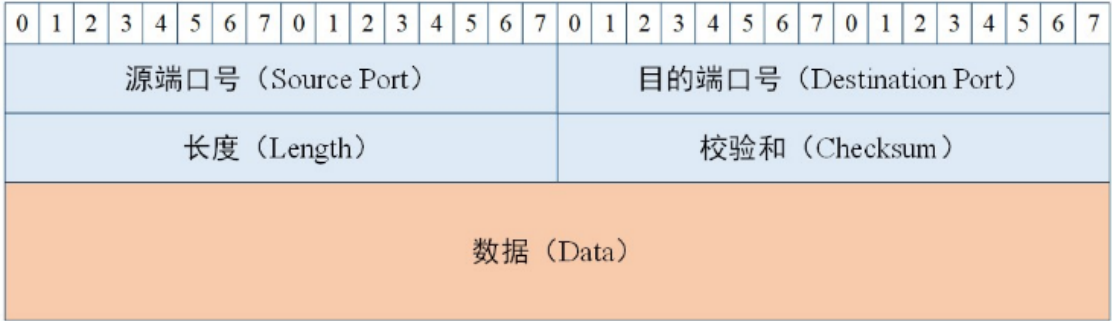 0 1 2 3 4 5 6 7 0 1 2 3 4 5 6 7 0 1 2 3 4 5 6 7 0 1 2 3 4 5 6 7
源端口号（Source Port） 目的端口号（Destination Port）
长度（Length） 校验和（Checksum）
数据（Data）